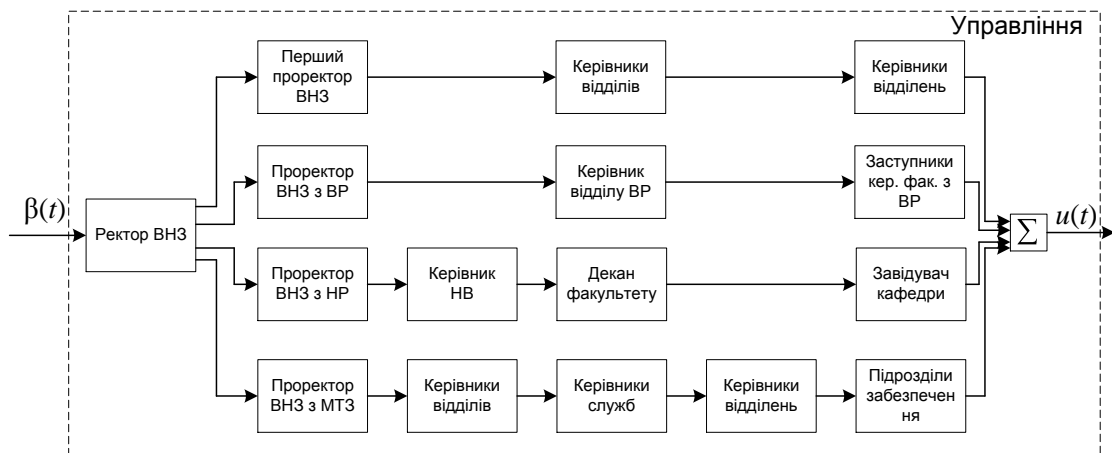 Управління
Перший
проректор
ВНЗ
Керівники
відділів
Керівники
відділень
Проректор
ВНЗ з ВР
Керівник
відділу ВР
Заступники
кер. фак. з
ВР
β(t)
Ректор ВНЗ
Σ
u(t)
Проректор
ВНЗ з НР
Керівник
НВ
Декан
факультету
Завідувач
кафедри
Проректор
ВНЗ з МТЗ
Керівники
відділів
Керівники
служб
Керівники
відділень
Підрозділи
забезпечен
ня